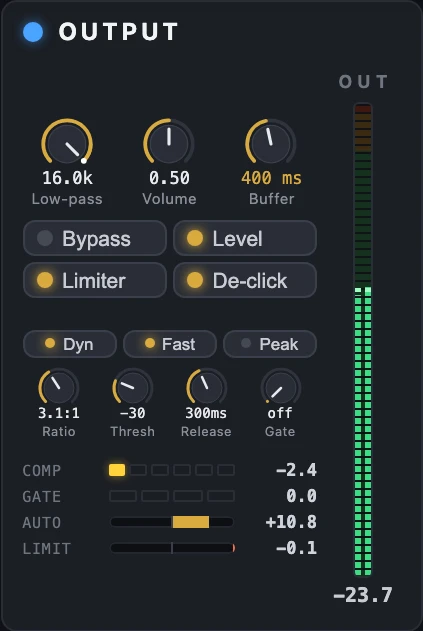 OUTPUT
OUT
16.0k 0.50 400 ms
Low-pass Volume Buffer
Bypass Level
Limiter De-click
Dyn Fast Peak
3.1:1 −30 300ms off
Ratio Thresh Release Gate
COMP −2.4
GATE 0.0
AUTO +10.8
LIMIT −0.1
−23.7